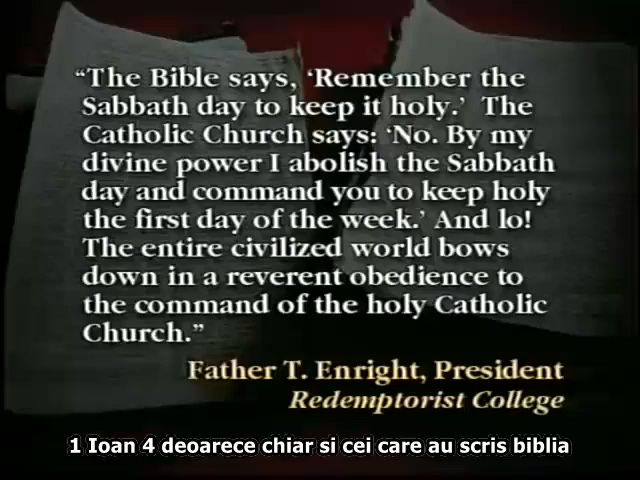 “The Bible says, ‘Remember the
Sabbath day to keep it holy.’ The
Catholic Church says: ‘No. By my
divine power I abolish the Sabbath
day and command you to keep holy
the first day of the week.’ And lo!
The entire civilized world bows
down in a reverent obedience to
the command of the holy Catholic
Church.”
Father T. Enright, President
Redemptorist College
1 Ioan 4 deoarece chiar si cei care au scris biblia